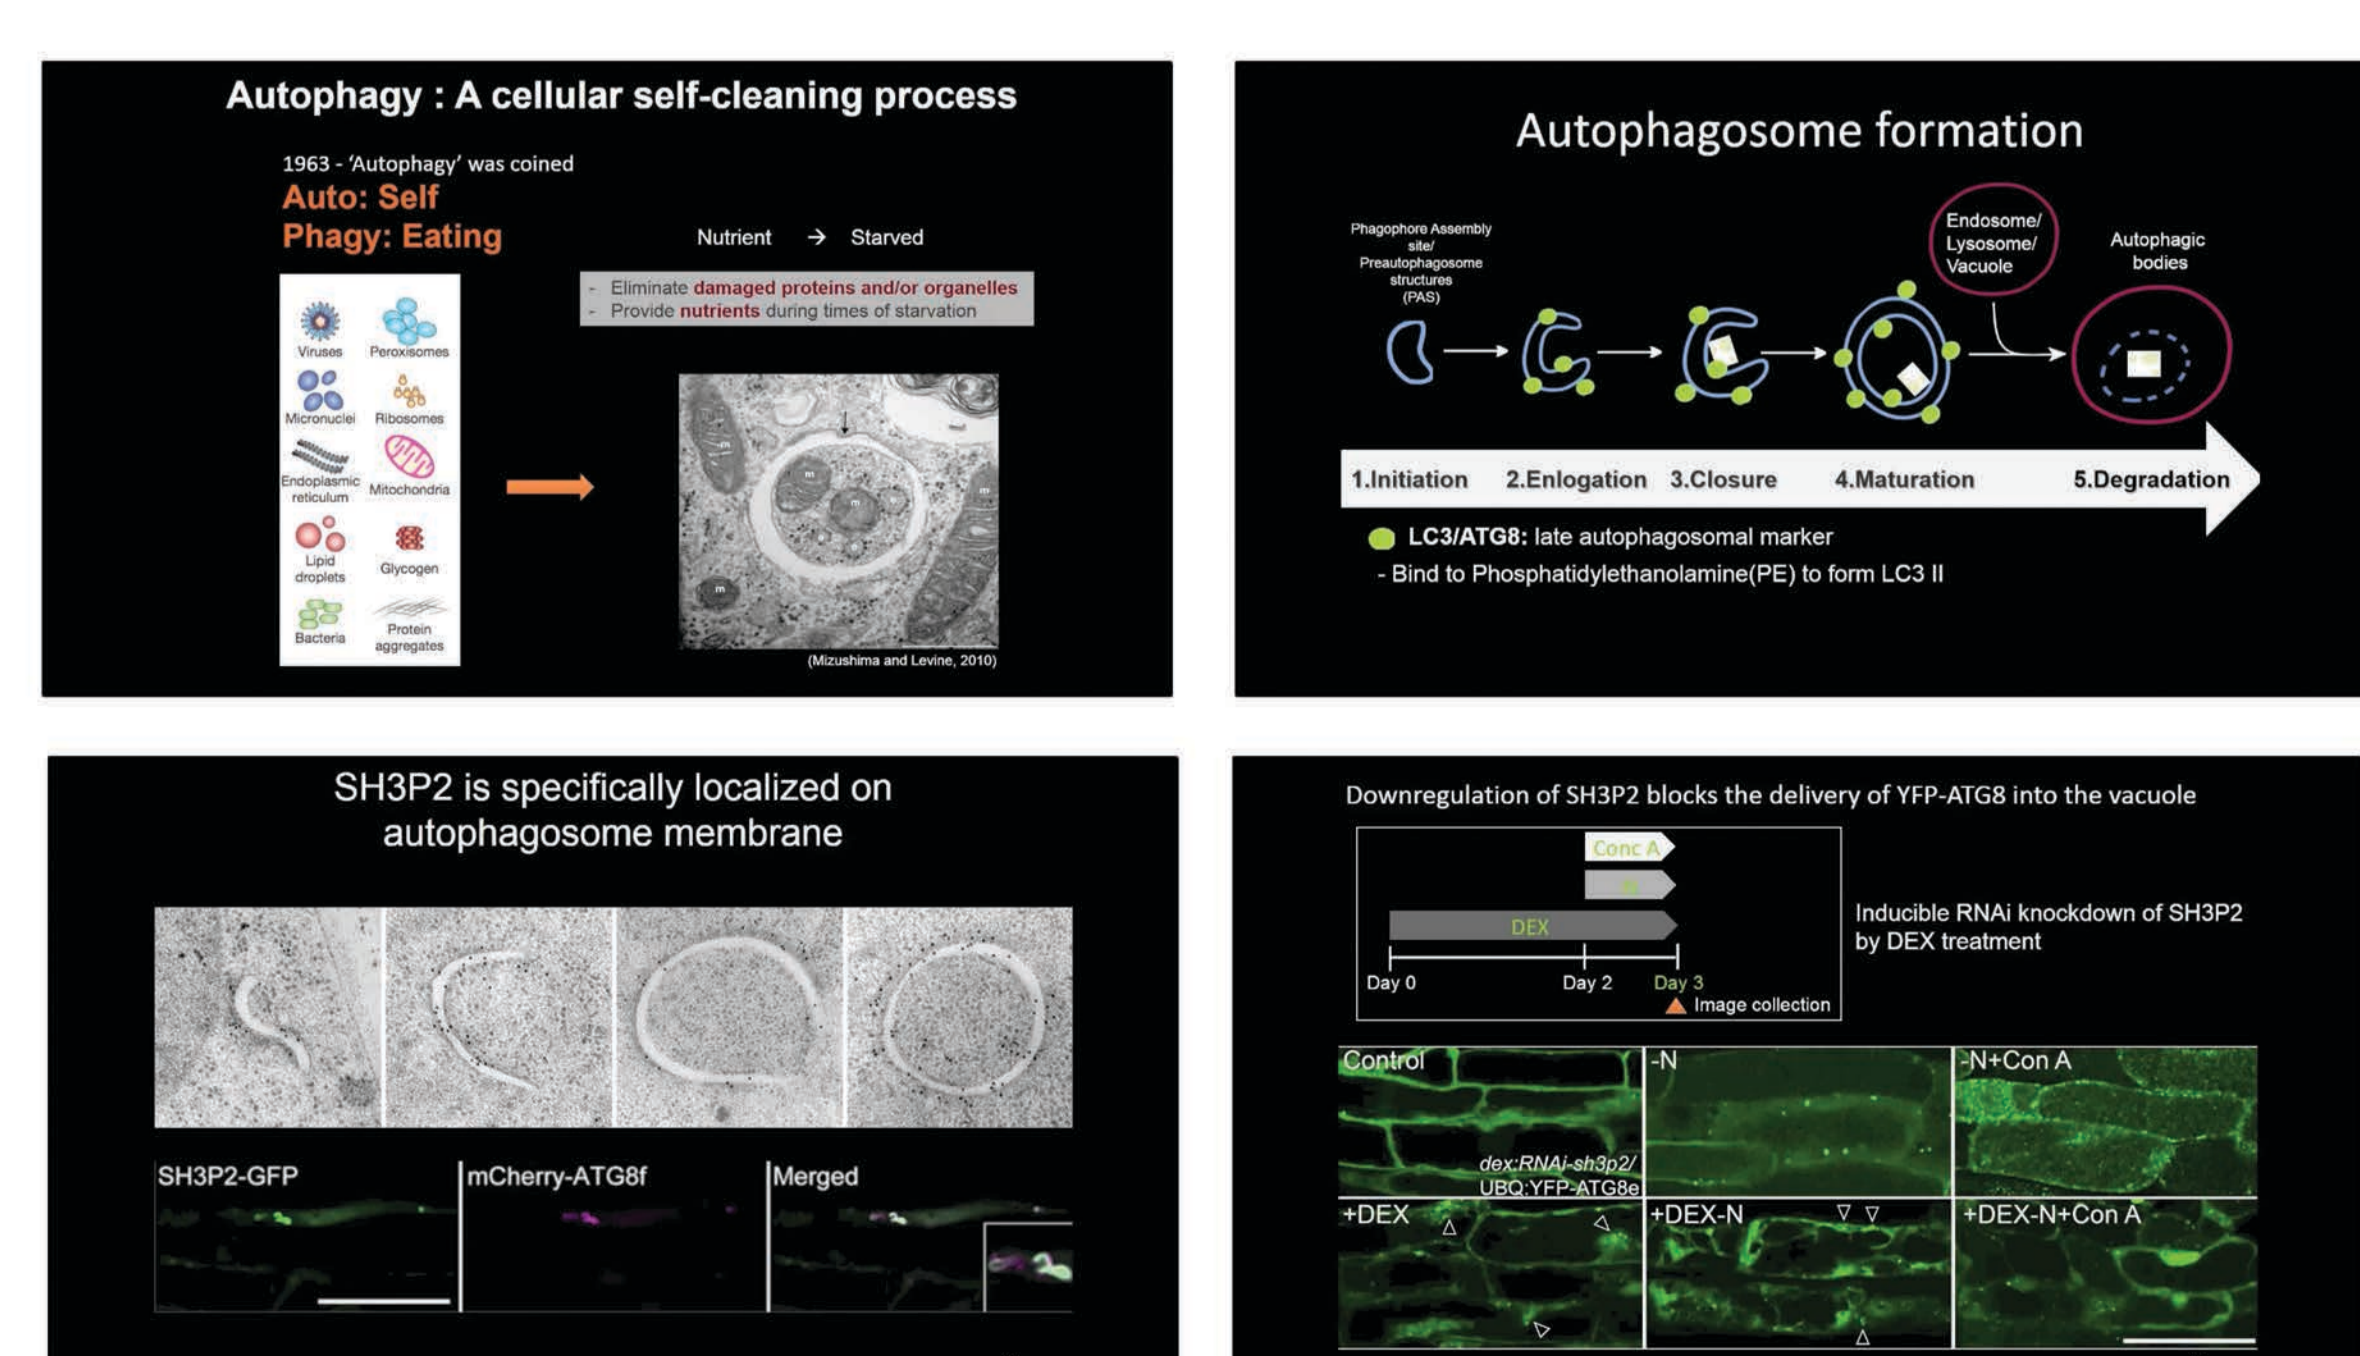 Autophagy : A cellular self-cleaning process
1963 - 'Autophagy' was coined
Auto: Self
Phagy: Eating
Nutrient → Starved
- Eliminate damaged proteins and/or organelles
- Provide nutrients during times of starvation
Viruses
Peroxisomes
Micronuclei
Ribosomes
Endoplasmic
reticulum
Mitochondria
Lipid
droplets
Glycogen
Bacteria
Protein
aggregates
m
m
m
m
m
(Mizushima and Levine, 2010)
Autophagosome formation
Phagophore Assembly
site/
Preautophagosome
structures
(PAS)
Endosome/
Lysosome/
Vacuole
Autophagic
bodies
1.Initiation
2.Enlogation
3.Closure
4.Maturation
5.Degradation
LC3/ATG8: late autophagosomal marker
- Bind to Phosphatidylethanolamine(PE) to form LC3 II
SH3P2 is specifically localized on
autophagosome membrane
SH3P2-GFP
mCherry-ATG8f
Merged
Downregulation of SH3P2 blocks the delivery of YFP-ATG8 into the vacuole
Conc A
DEX
Day 0
Day 2
Day 3
Image collection
Inducible RNAi knockdown of SH3P2
by DEX treatment
Control
-N
-N+Con A
dex:RNAi-sh3p2/
UBQ:YFP-ATG8e
+DEX
+DEX-N
+DEX-N+Con A